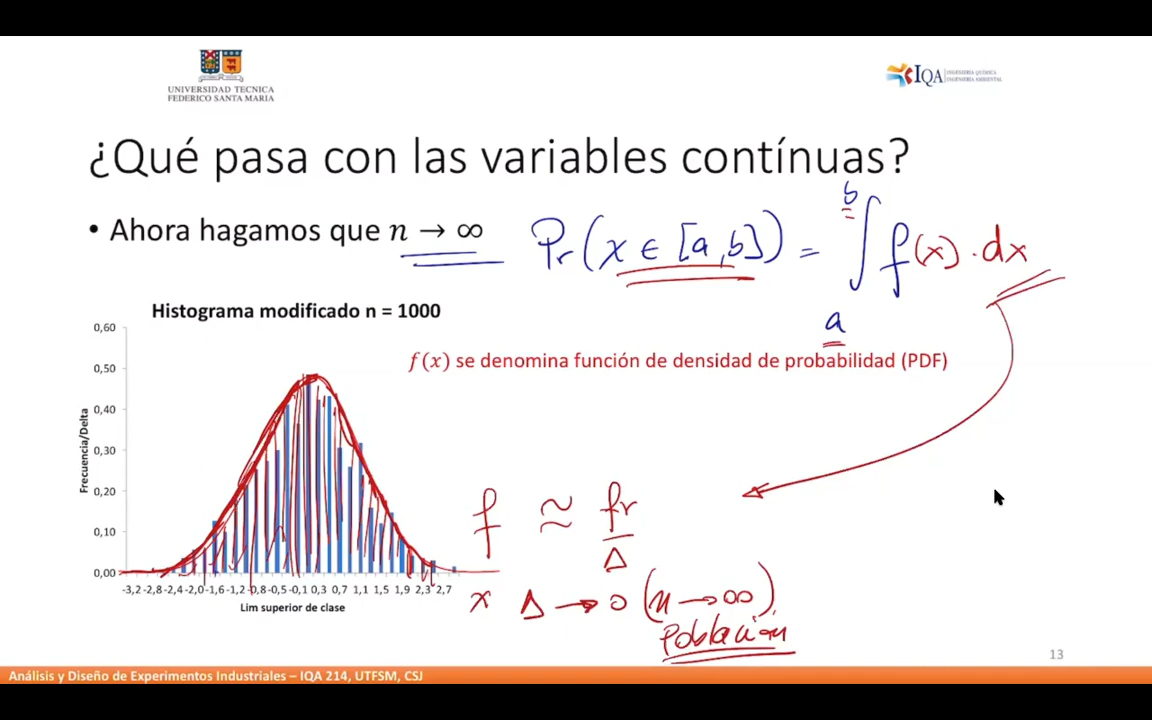 UNIVERSIDAD TECNICA
FEDERICO SANTA MARIA
IQA
INGENIERÍA QUÍMICA
INGENIERÍA AMBIENTAL
¿Qué pasa con las variables contínuas?
• Ahora hagamos que n → ∞
Pr(x ∈ [a,b]) = ∫ₐᵇ f(x)·dx
Histograma modificado n = 1000
f(x) se denomina función de densidad de probabilidad (PDF)
Frecuencia/Delta
0,60
0,50
0,40
0,30
0,20
0,10
0,00
-3,2 -2,8 -2,4 -2,0 -1,6 -1,2 -0,8 -0,5 -0,1 0,3 0,7 1,1 1,5 1,9 2,3 2,7
Lim superior de clase
f ≈ fr/Δ
x Δ → 0 (n → ∞)
Población
13
Análisis y Diseño de Experimentos Industriales – IQA 214, UTFSM, CSJ